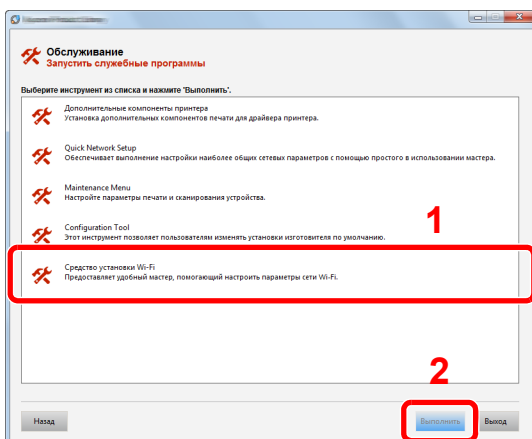 Обслуживание
Запустить служебные программы
Выберите инструмент из списка и нажмите 'Выполнить'.
Дополнительные компоненты принтера
Установка дополнительных компонентов печати для драйвера принтера.
Quick Network Setup
Обеспечивает выполнение настройки наиболее общих сетевых параметров с помощью простого в использовании мастера.
Maintenance Menu
Настройте параметры печати и сканирования устройства.
1
Configuration Tool
Этот инструмент позволяет пользователям изменять установки изготовителя по умолчанию.
Средство установки Wi-Fi
Предоставляет удобный мастер, помогающий настроить параметры сети Wi-Fi.
2
Назад
Выполнить
Выход